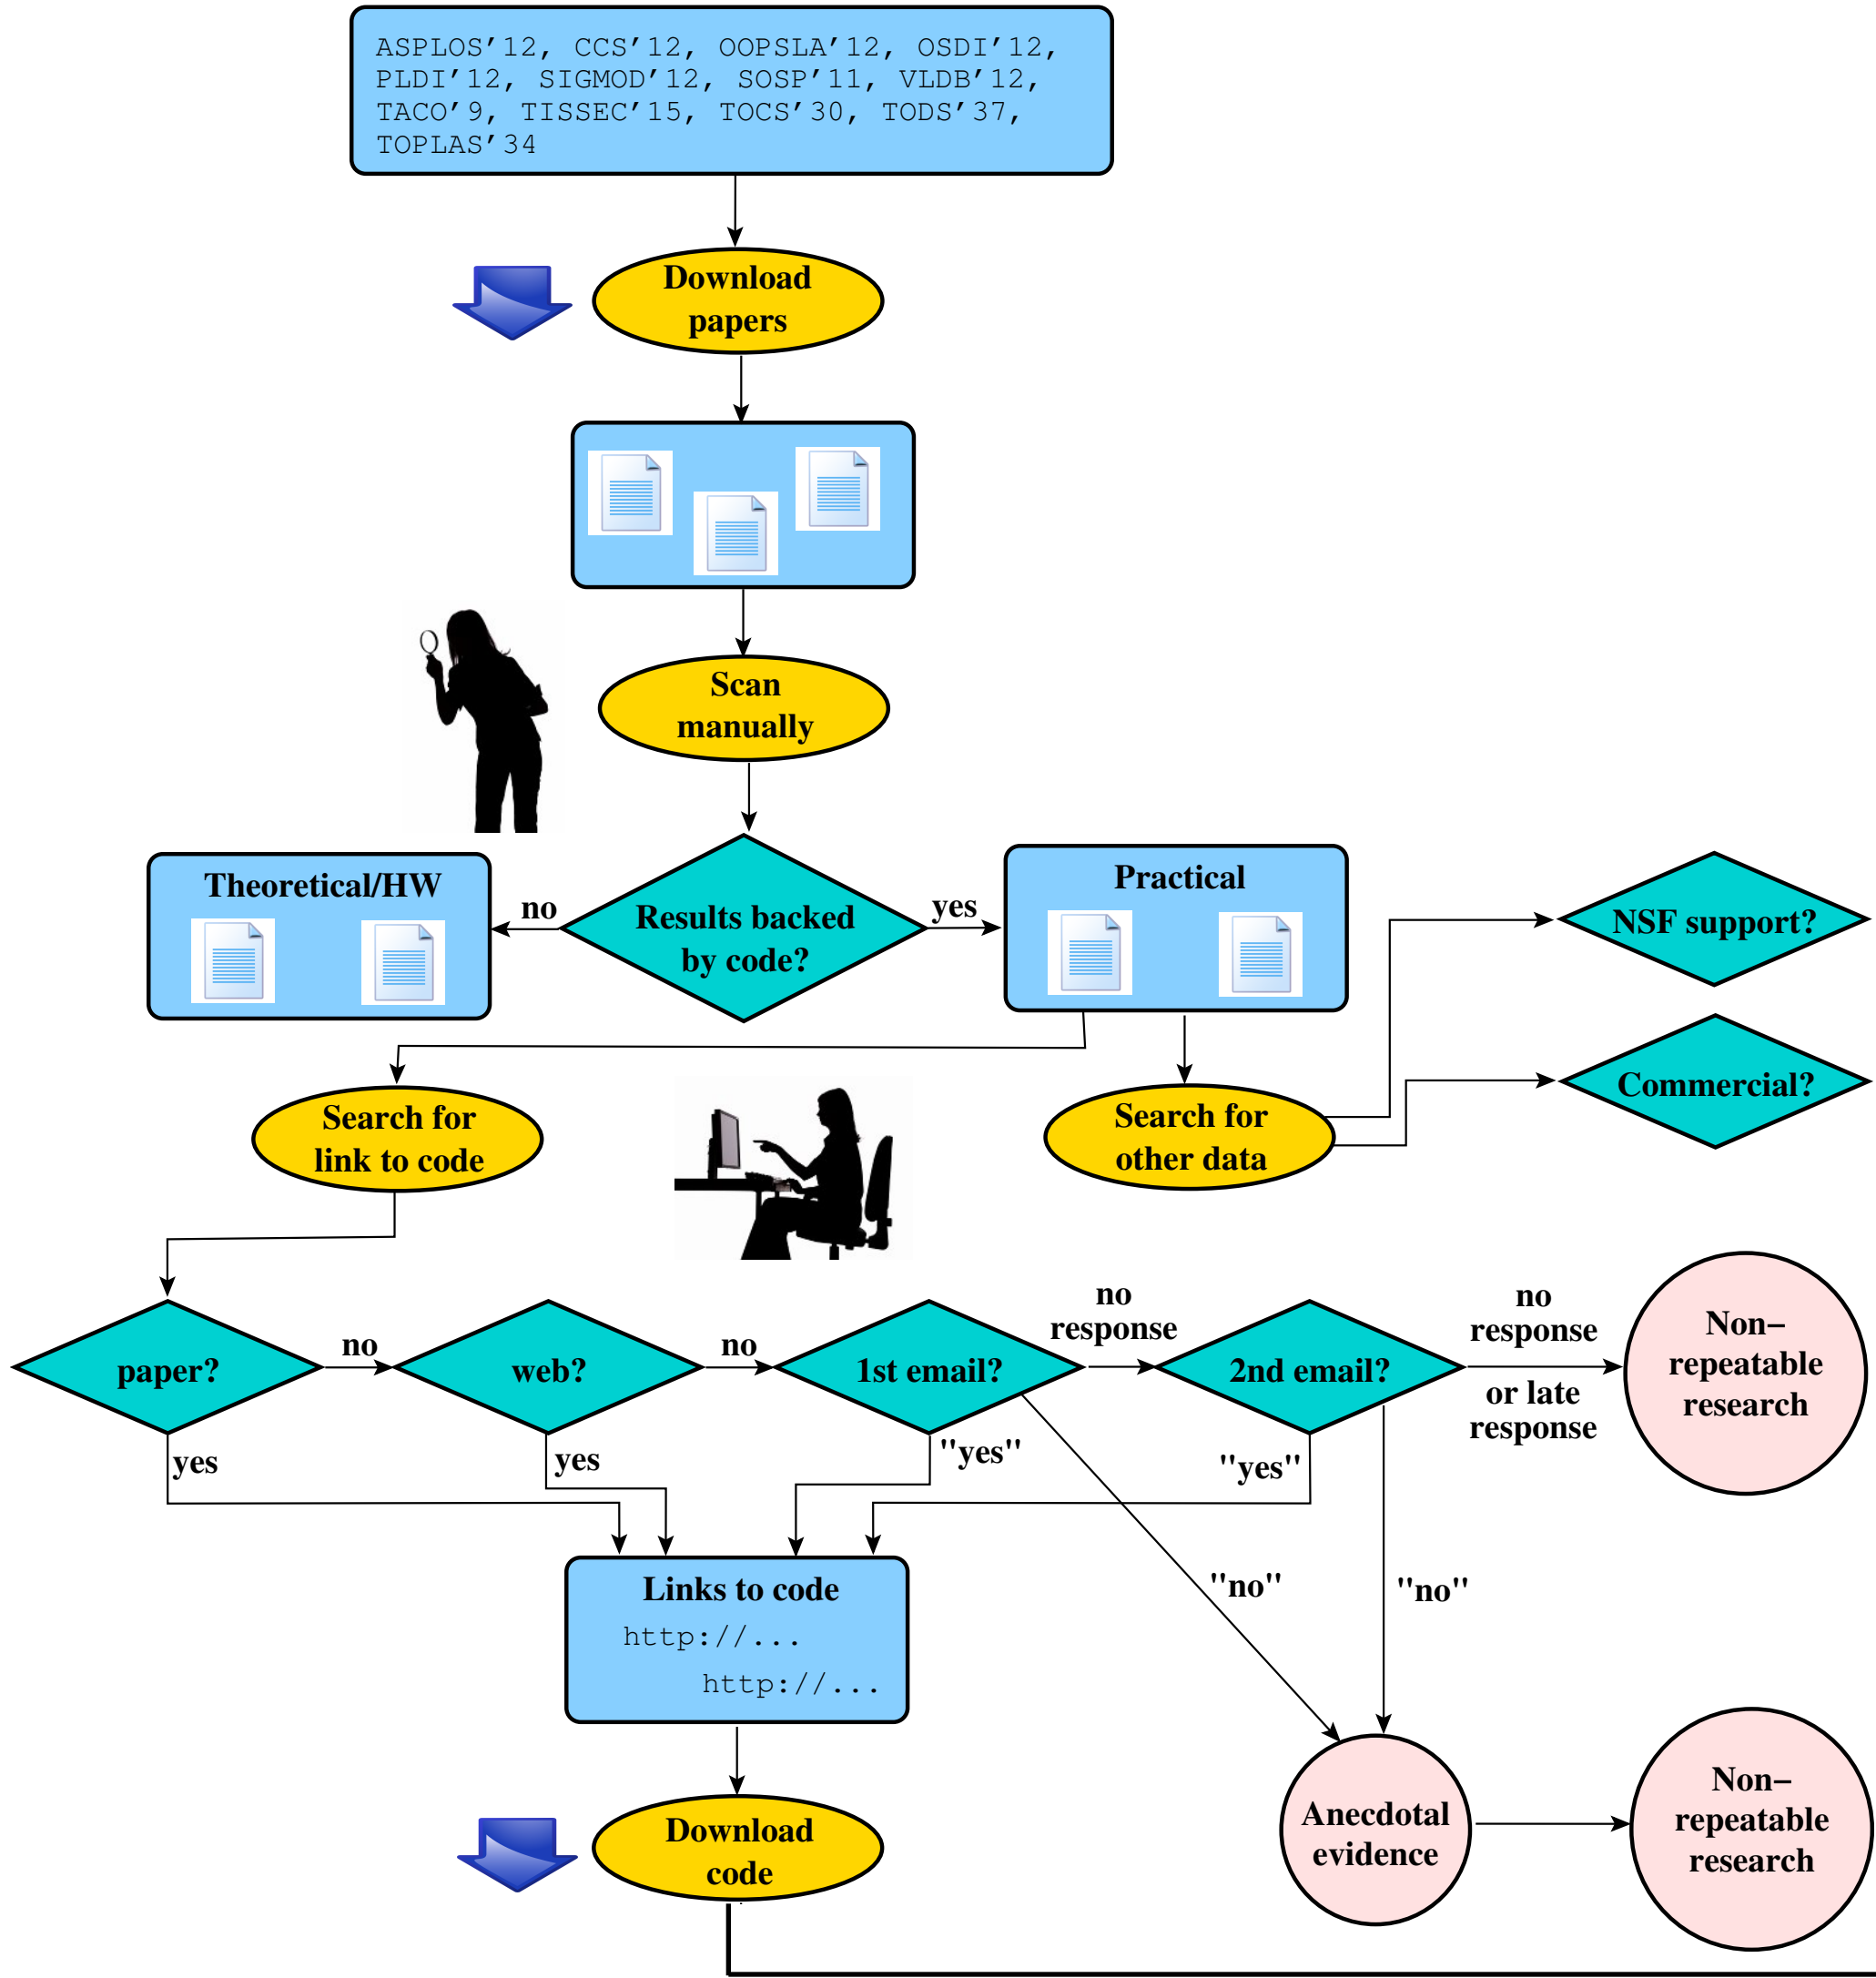 ASPLOS'12, CCS'12, OOPSLA'12, OSDI'12,
PLDI'12, SIGMOD'12, SOSP'11, VLDB'12,
TACO'9, TISSEC'15, TOCS'30, TODS'37,
TOPLAS'34
Download
papers
Scan
manually
Theoretical/HW
no
Results backed
by code?
yes
Practical
NSF support?
Commercial?
Search for
link to code
Search for
other data
paper?
no
web?
no
1st email?
no
response
2nd email?
no
response
or late
response
Non−
repeatable
research
yes
yes
"yes"
"yes"
"no"
"no"
Links to code
http://...
http://...
Download
code
Anecdotal
evidence
Non−
repeatable
research